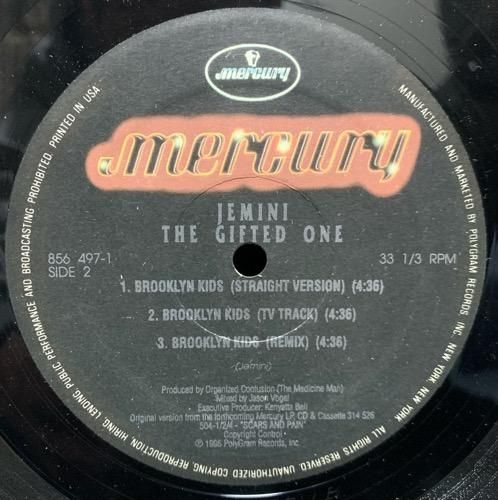 mercury
mercury
JEMINI
THE GIFTED ONE
856 497-1
SIDE 2
33 1/3 RPM
1. BROOKLYN KIDS (STRAIGHT VERSION) (4:36)
2. BROOKLYN KIDS (TV TRACK) (4:36)
3. BROOKLYN KIDS (REMIX) (4:36)
(Jemini)
Produced by Organized Confusion (The Medicine Man)
Mixed by Jason Vogel
Executive Producer: Kenyatta Bell
Original version from the forthcoming Mercury LP, CD & Cassette 314 526
504-1/2/4 - "SCARS AND PAIN"
Copyright Control
℗ 1995 PolyGram Records, Inc.
MANUFACTURED AND MARKETED BY POLYGRAM RECORDS, INC. NEW YORK, NEW YORK. ALL RIGHTS RESERVED. UNAUTHORIZED COPYING, REPRODUCTION, HIRING, LENDING, PUBLIC PERFORMANCE AND BROADCASTING PROHIBITED. PRINTED IN USA